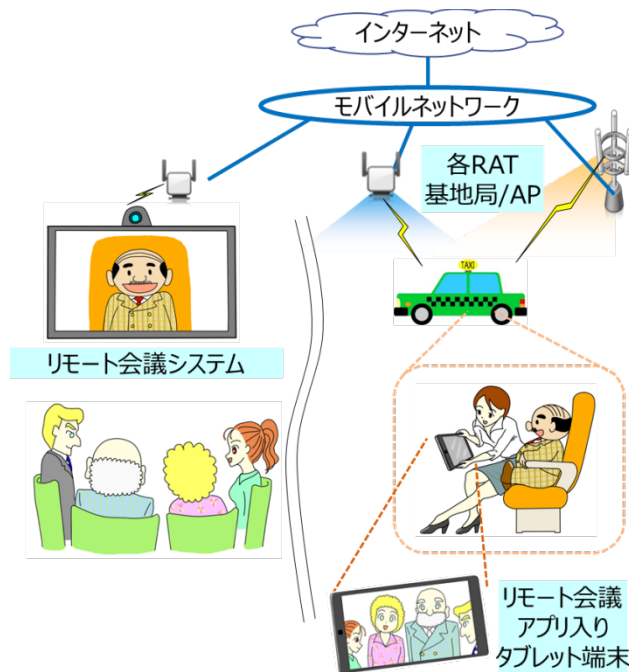 インターネット
モバイルネットワーク
各RAT
基地局/AP
TAXI
リモート会議システム
リモート会議
アプリ入り
タブレット端末